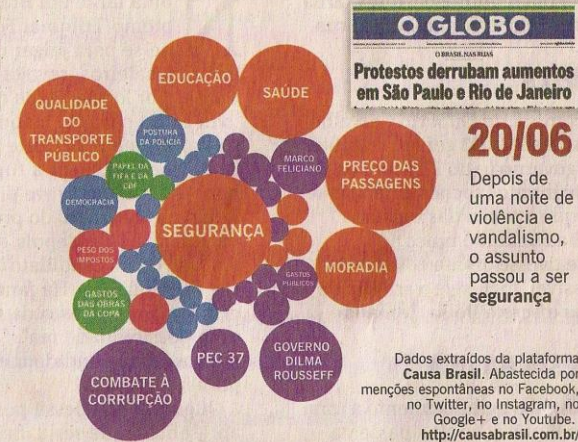 O GLOBO
O BRASIL NAS RUAS
Protestos derrubam aumentos
em São Paulo e Rio de Janeiro
20/06
Depois de
uma noite de
violência e
vandalismo,
o assunto
passou a ser
segurança
EDUCAÇÃO
SAÚDE
QUALIDADE
DO
TRANSPORTE
PÚBLICO
POSTURA
DA POLÍCIA
PAPEL DA
FIFA E DA
CBF
MARCO
FELICIANO
PREÇO DAS
PASSAGENS
DEMOCRACIA
SEGURANÇA
PESO DOS
IMPOSTOS
MORADIA
GASTOS
PÚBLICOS
GASTOS
DAS OBRAS
DA COPA
PEC 37
GOVERNO
DILMA
ROUSSEFF
COMBATE À
CORRUPÇÃO
Dados extraídos da plataforma
Causa Brasil. Abastecida por
menções espontâneas no Facebook,
no Twitter, no Instagram, no
Google+ e no Youtube.
http://causabrasil.com.br/